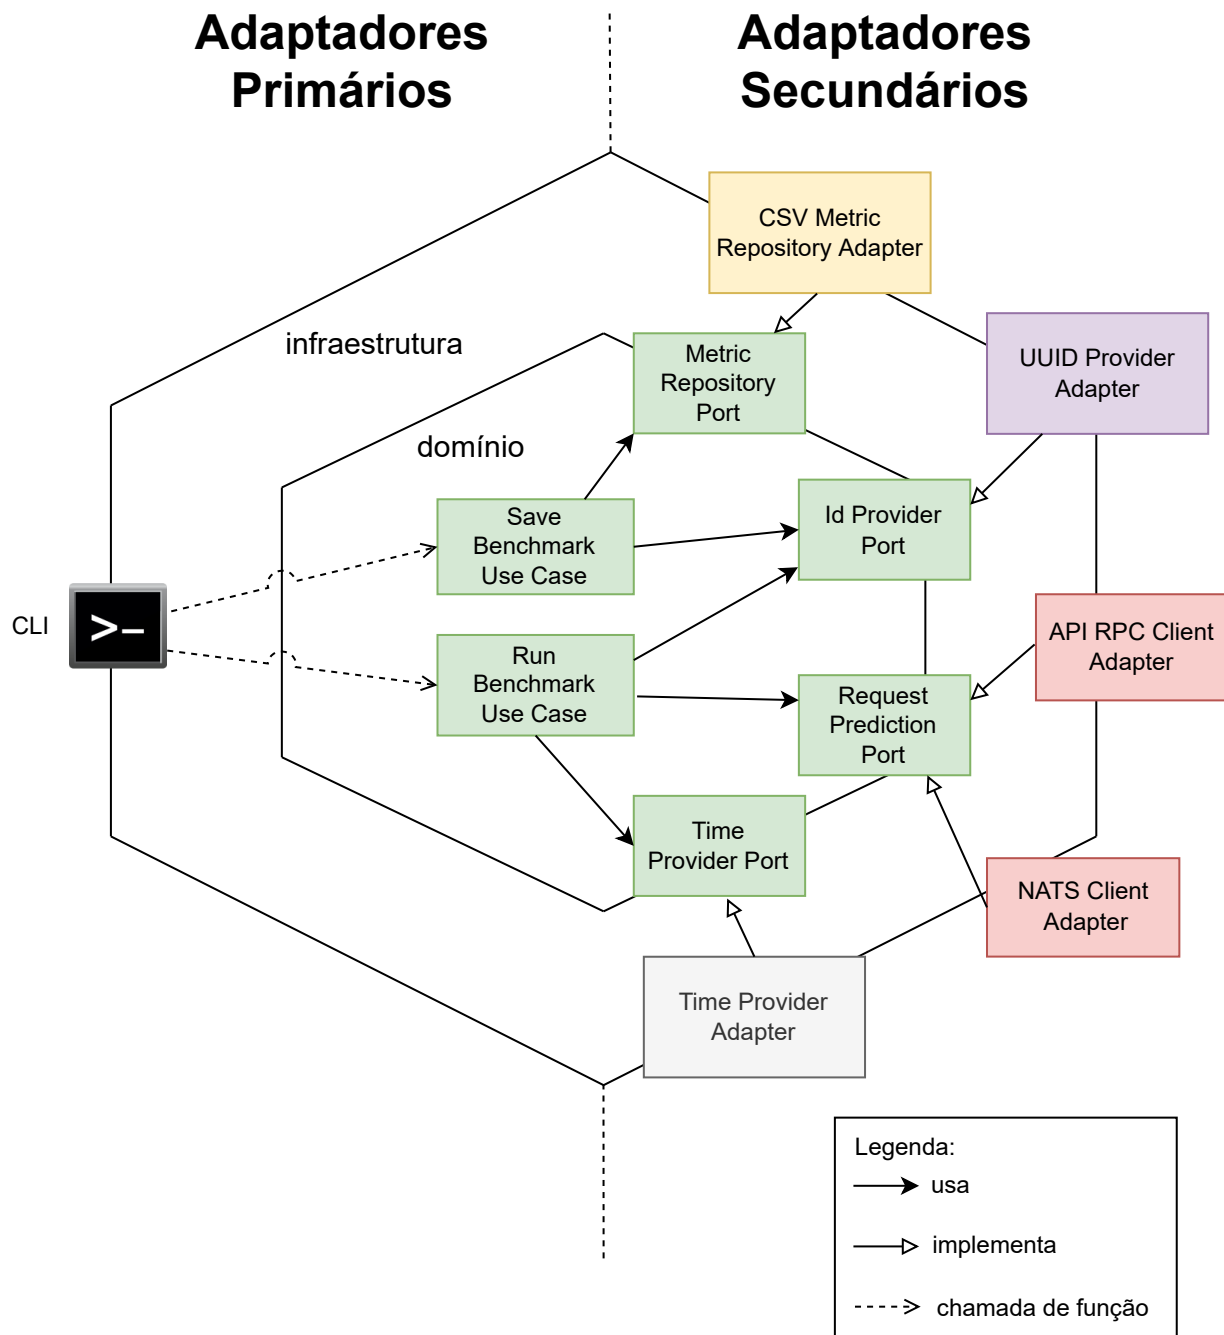 Adaptadores
Primários
Adaptadores
Secundários
CSV Metric
Repository Adapter
infraestrutura
Metric
Repository
Port
UUID Provider
Adapter
domínio
Save
Benchmark
Use Case
Id Provider
Port
CLI
>–
Run
Benchmark
Use Case
API RPC Client
Adapter
Request
Prediction
Port
Time
Provider Port
NATS Client
Adapter
Time Provider
Adapter
Legenda:
usa
implementa
chamada de função